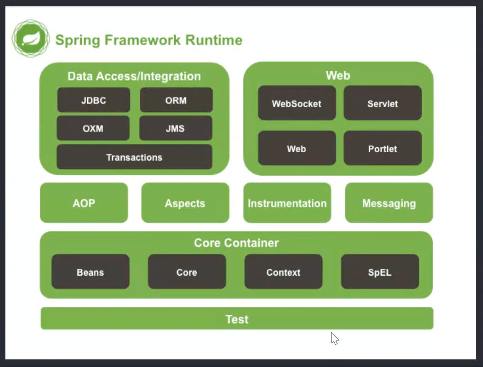 Spring Framework Runtime
Data Access/Integration
JDBC
ORM
OXM
JMS
Transactions
Web
WebSocket
Servlet
Web
Portlet
AOP
Aspects
Instrumentation
Messaging
Core Container
Beans
Core
Context
SpEL
Test